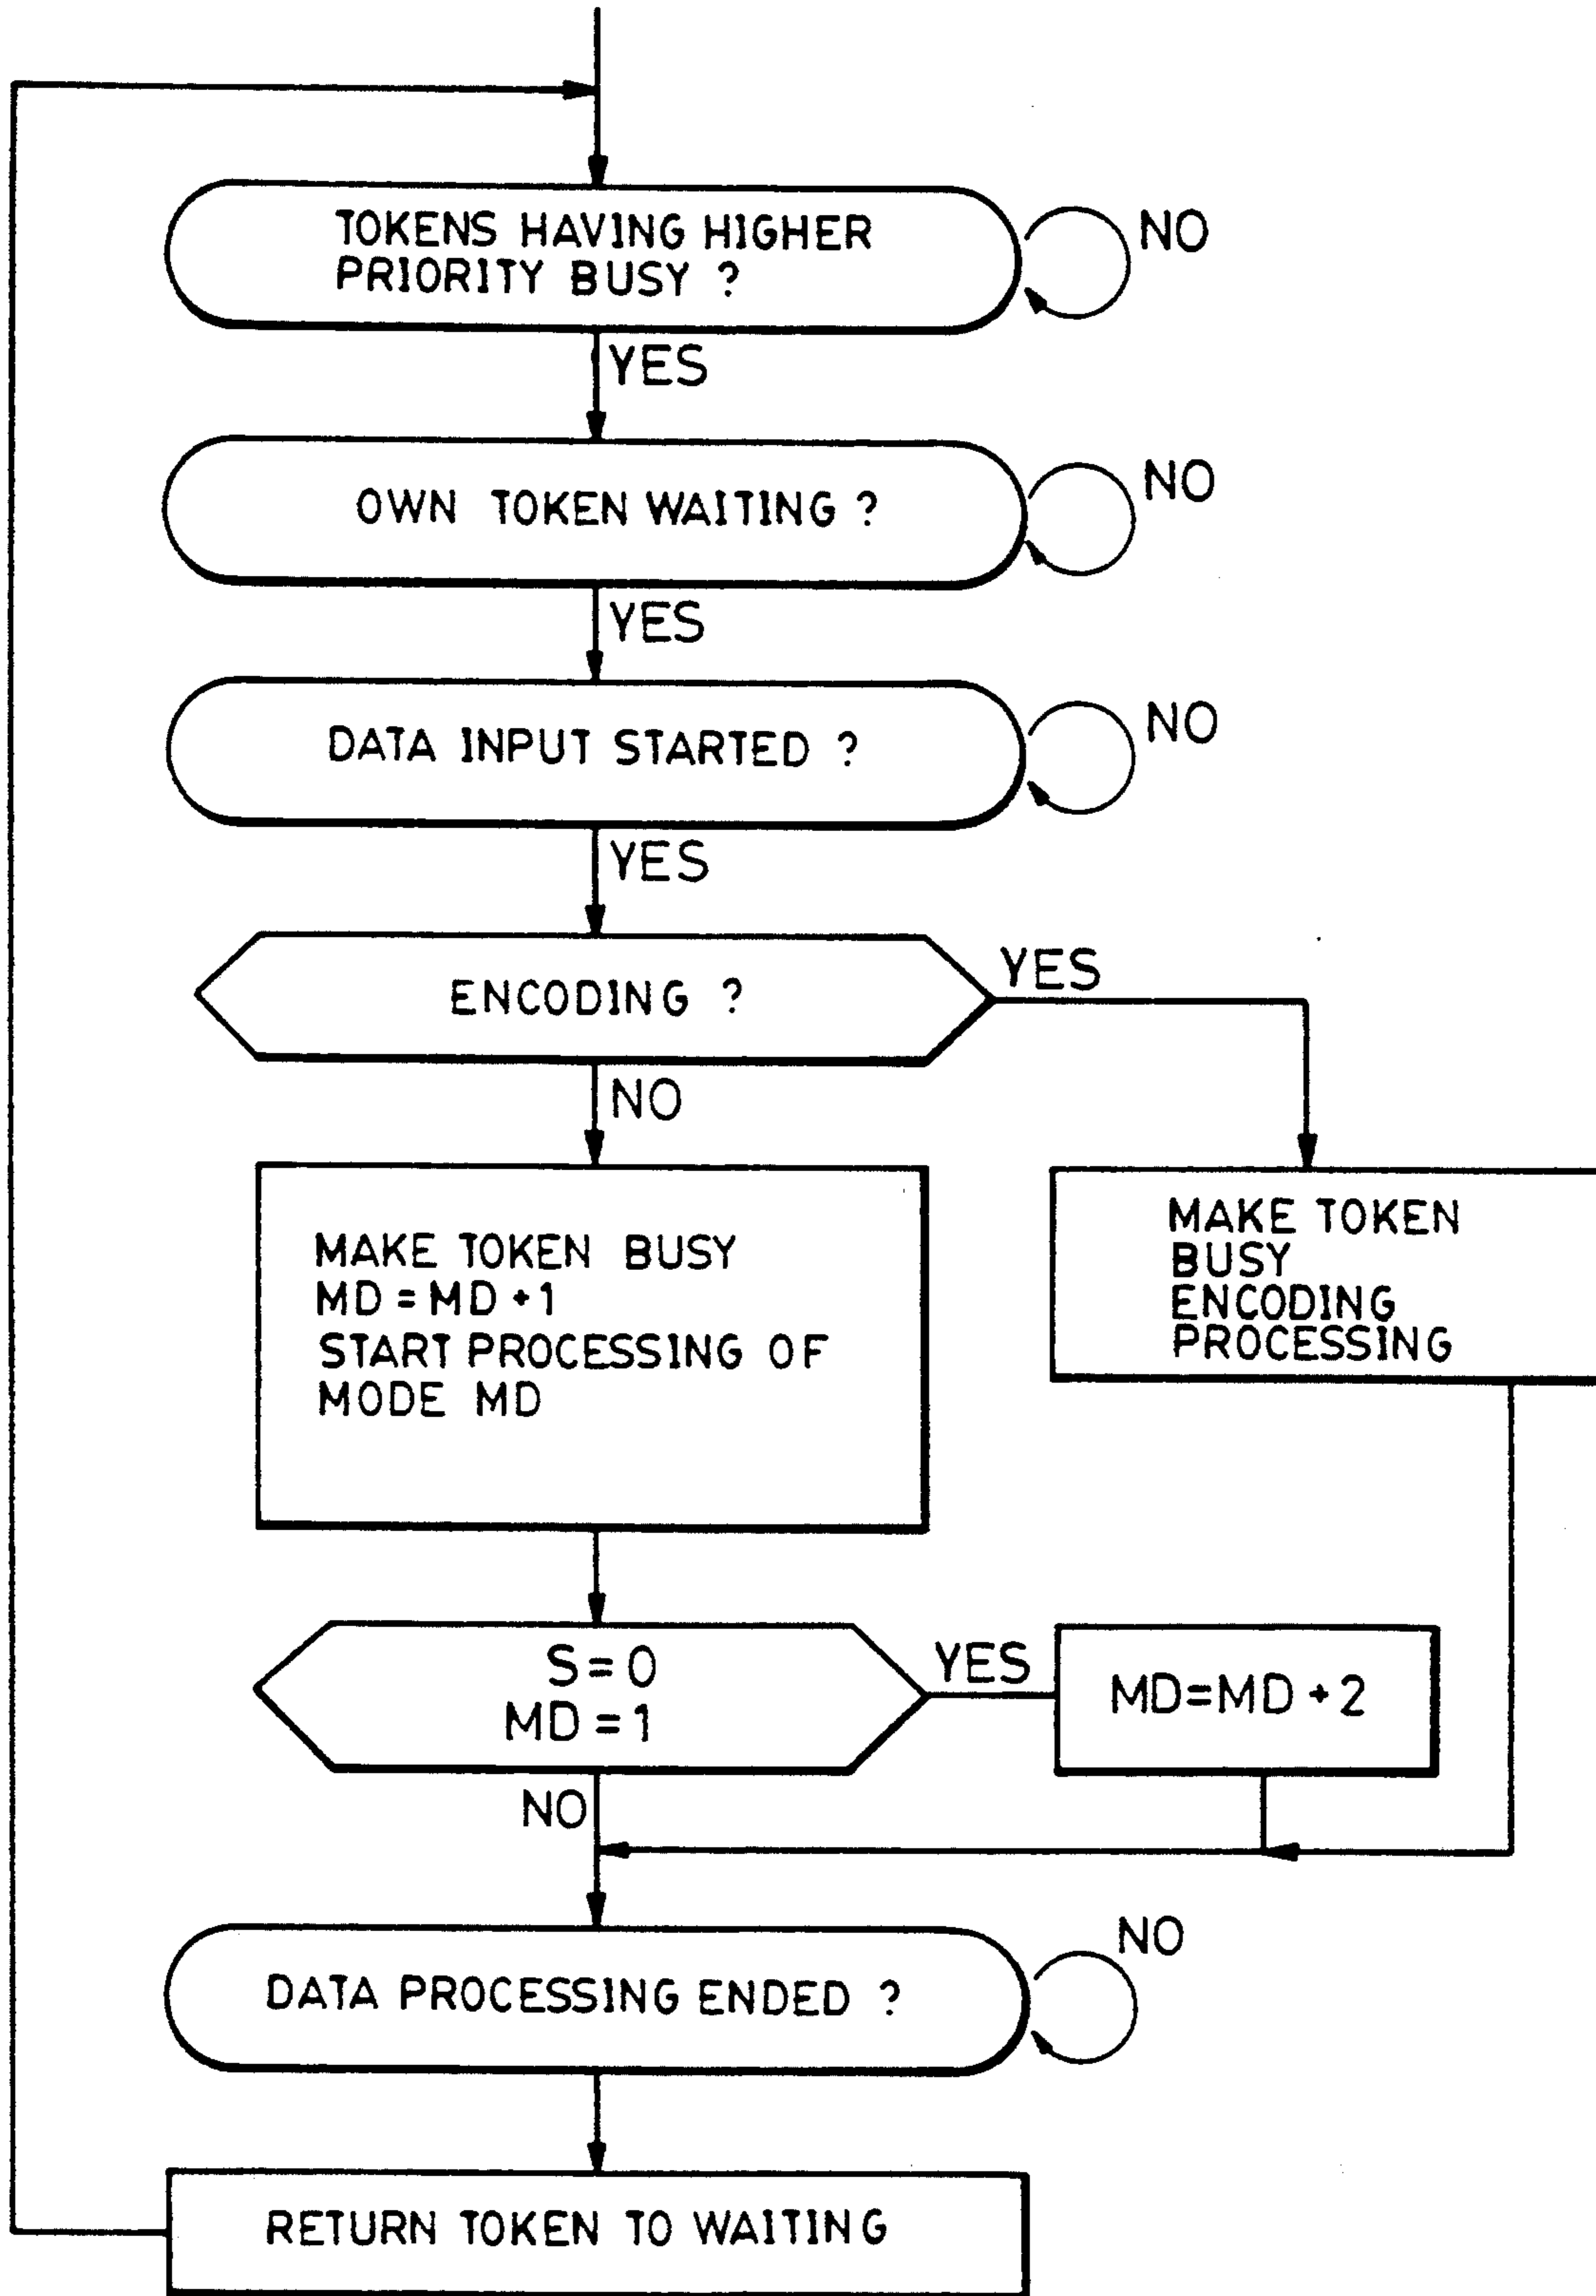 TOKENS HAVING HIGHER
PRIORITY BUSY ?
NO
YES
OWN TOKEN WAITING ?
NO
YES
DATA INPUT STARTED ?
NO
YES
ENCODING ?
YES
NO
MAKE TOKEN BUSY
MD = MD + 1
START PROCESSING OF
MODE MD
MAKE TOKEN
BUSY
ENCODING
PROCESSING
S = 0
MD = 1
YES
MD = MD + 2
NO
DATA PROCESSING ENDED ?
NO
RETURN TOKEN TO WAITING